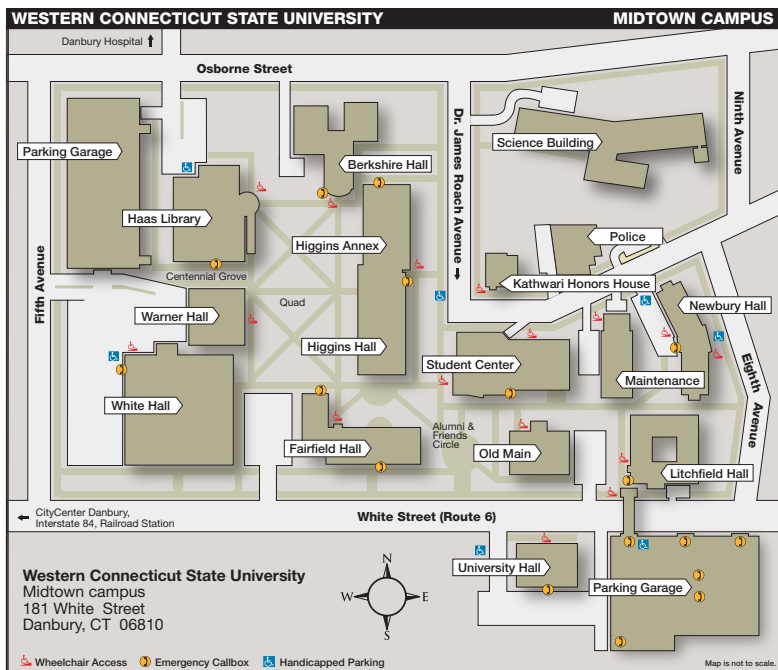 WESTERN CONNECTICUT STATE UNIVERSITY
MIDTOWN CAMPUS
Danbury Hospital
Osborne Street
Ninth Avenue
Dr. James Roach Avenue
Science Building
Parking Garage
Berkshire Hall
Haas Library
Higgins Annex
Police
Centennial Grove
Kathwari Honors House
Fifth Avenue
Quad
Newbury Hall
Warner Hall
Higgins Hall
Student Center
Maintenance
Eighth Avenue
White Hall
Alumni &
Friends
Circle
Fairfield Hall
Old Main
Litchfield Hall
CityCenter Danbury,
Interstate 84, Railroad Station
White Street (Route 6)
University Hall
Parking Garage
Western Connecticut State University
Midtown campus
181 White Street
Danbury, CT 06810
N
W
E
S
Wheelchair Access
Emergency Callbox
Handicapped Parking
Map is not to scale.